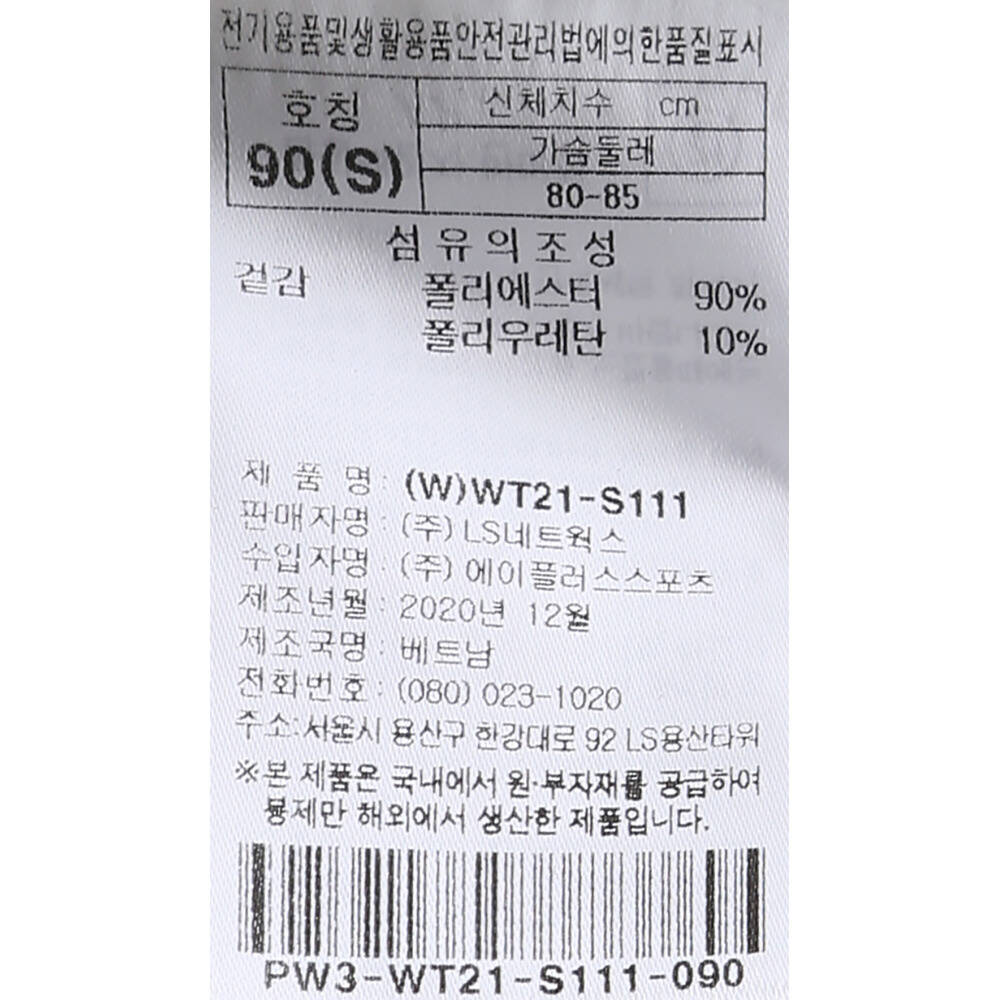 전기용품및생활용품안전관리법에의한품질표시
호칭
90(S)
신체치수 cm
가슴둘레
80-85
섬유의조성
겉감 폴리에스터 90%
폴리우레탄 10%
제 품 명 : (W)WT21-S111
판매자명 : (주) LS네트웍스
수입자명 : (주) 에이플러스스포츠
제조년월 : 2020년 12월
제조국명 : 베트남
전화번호 : (080) 023-1020
주소:서울시 용산구 한강대로 92 LS용산타워
※본 제품은 국내에서 원·부자재를 공급하여
봉제만 해외에서 생산한 제품입니다.
PW3-WT21-S111-090